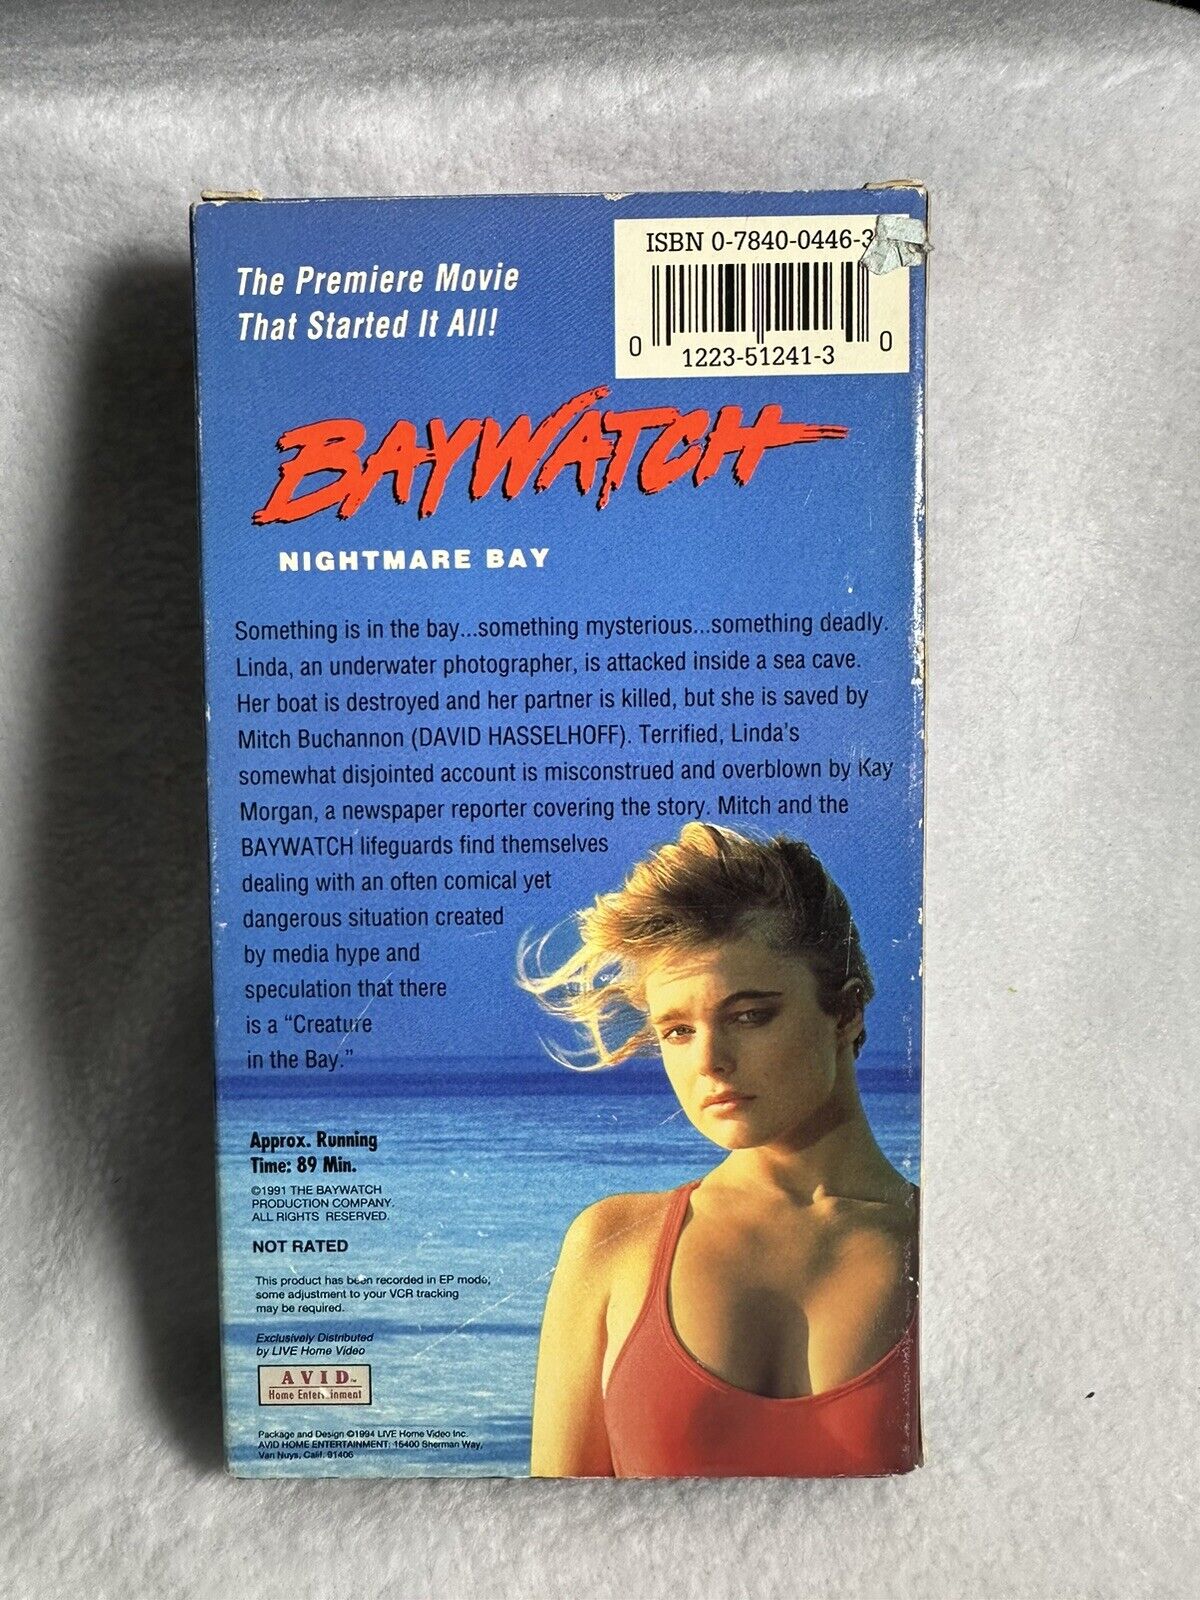 The Premiere Movie
That Started It All!
ISBN 0-7840-0446-3
0 1223-51241-3 0
BAYWATCH
NIGHTMARE BAY
Something is in the bay...something mysterious...something deadly.
Linda, an underwater photographer, is attacked inside a sea cave.
Her boat is destroyed and her partner is killed, but she is saved by
Mitch Buchannon (DAVID HASSELHOFF). Terrified, Linda's
somewhat disjointed account is misconstrued and overblown by Kay
Morgan, a newspaper reporter covering the story. Mitch and the
BAYWATCH lifeguards find themselves
dealing with an often comical yet
dangerous situation created
by media hype and
speculation that there
is a “Creature
in the Bay.”
Approx. Running
Time: 89 Min.
©1991 THE BAYWATCH
PRODUCTION COMPANY.
ALL RIGHTS RESERVED.
NOT RATED
This product has been recorded in EP mode;
some adjustment to your VCR tracking
may be required.
Exclusively Distributed
by LIVE Home Video
AVID™
Home Entertainment
Package and Design ©1994 LIVE Home Video Inc.
AVID HOME ENTERTAINMENT: 15400 Sherman Way,
Van Nuys, Calif. 91406